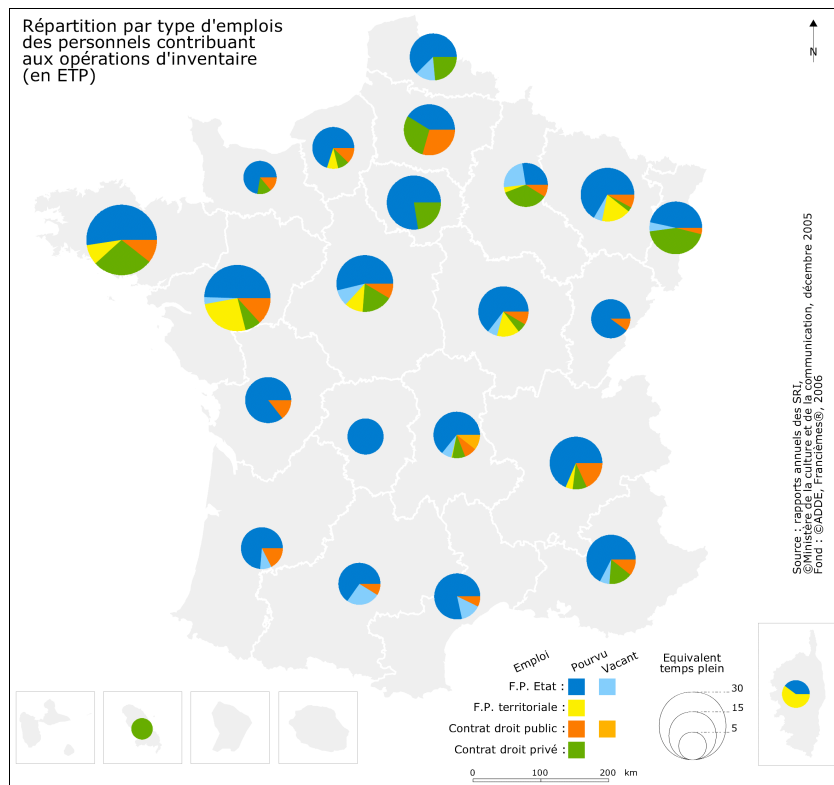 Répartition par type d'emplois
des personnels contribuant
aux opérations d'inventaire
(en ETP)
N
Source : rapports annuels des SRI,
©Ministère de la culture et de la communication, décembre 2005
Fond : ©ADDE, Francièmes®, 2006
Emploi Pourvu Vacant
F.P. Etat :
F.P. territoriale :
Contrat droit public :
Contrat droit privé :
Equivalent
temps plein
30
15
5
0 100 200 km